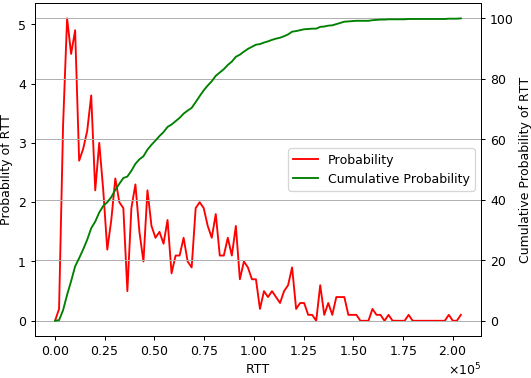 5
4
3
2
1
0
Probability of RTT
100
80
60
40
20
0
Cumulative Probability of RTT
Probability
Cumulative Probability
0.00 0.25 0.50 0.75 1.00 1.25 1.50 1.75 2.00
×10⁵
RTT